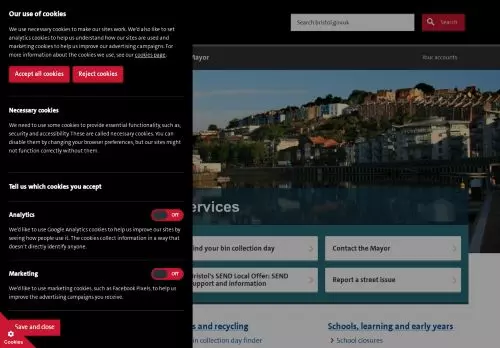 Our use of cookies
We use necessary cookies to make our sites work. We'd also like to set
analytics cookies to help us understand how our sites are used and
marketing cookies to help us improve our advertising campaigns. For
more information about the cookies we use, see our cookies page.
Accept all cookies
Reject cookies
Necessary cookies
We need to use some cookies to provide essential functionality, such as,
security and accessibility. These are called necessary cookies. You can
disable them by changing your browser preferences, but our sites might
not function correctly without them.
Tell us which cookies you accept
Analytics
Off
We'd like to use Google Analytics cookies to help us improve our sites by
seeing how people use it. The cookies collect information in a way that
doesn't directly identify anyone.
Marketing
Off
We'd like to use marketing cookies, such as Facebook Pixels, to help us
improve the advertising campaigns you receive.
Save and close
Cookies
Search bristol.gov.uk
Search
Mayor
Your accounts
ervices
ind your bin collection day
Contact the Mayor
Bristol's SEND Local Offer: SEND
upport and information
Report a street issue
s and recycling
Schools, learning and early years
n collection day finder
School closures